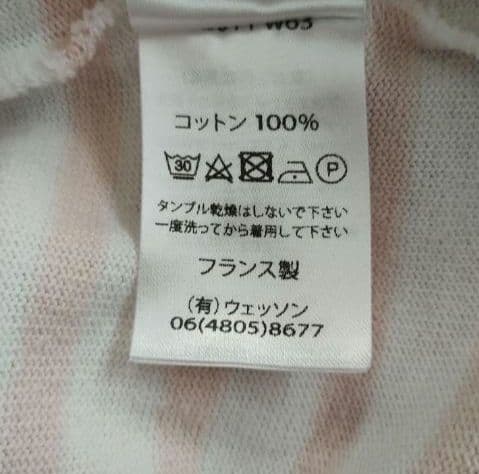 コットン 100%
30 P
タンブル乾燥はしないで下さい
一度洗ってから着用して下さい
フランス製
(有)ウェッソン
06(4805)8677